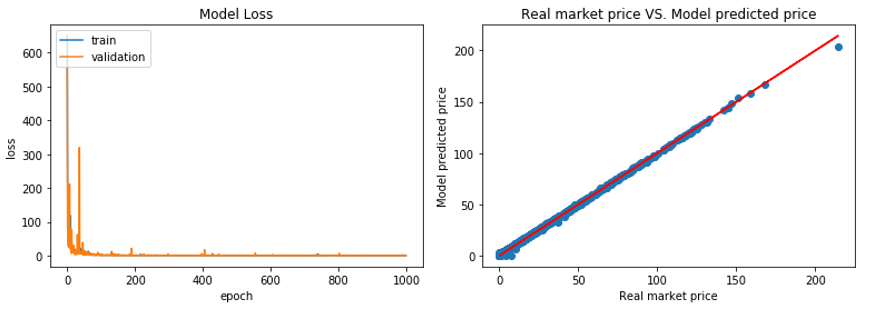 Model Loss
train
validation
600
500
400
300
200
100
0
loss
0
200
400
600
800
1000
epoch
Real market price VS. Model predicted price
200
150
100
50
0
Model predicted price
0
50
100
150
200
Real market price